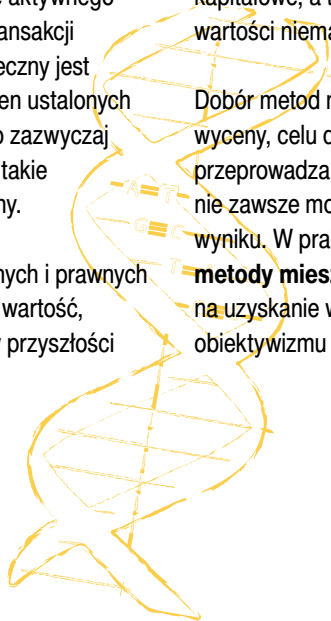 aktywnego
ansakcji
eczny jest
en ustalonych
o zazwyczaj
takie
ny.
nych i prawnych
wartość,
v przyszłości
kapitałowe, a t
wartości niema
Dobór metod r
wyceny, celu c
przeprowadza
nie zawsze mo
wyniku. W pra
metody miesz
na uzyskanie w
obiektywizmu
A T
G C
T